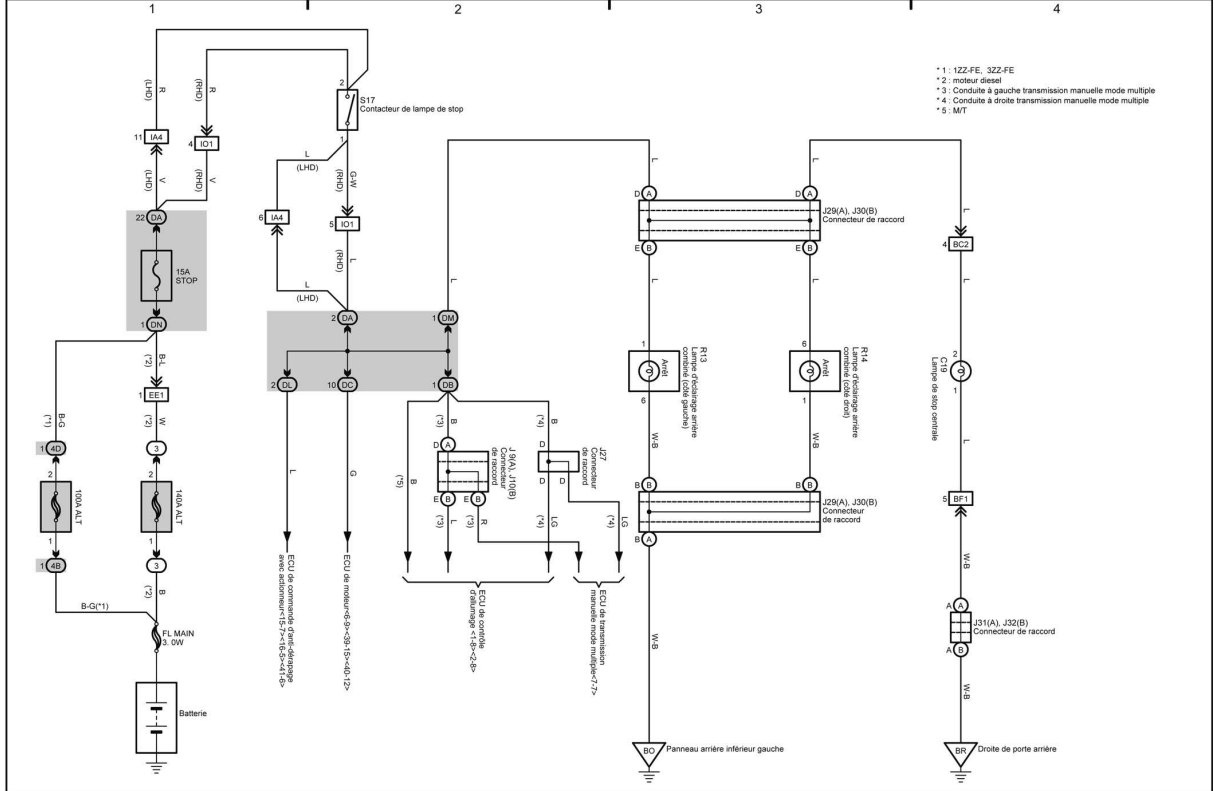 1
2
3
4
* 1 : 1ZZ-FE, 3ZZ-FE
* 2 : moteur diesel
* 3 : Conduite à gauche transmission manuelle mode multiple
* 4 : Conduite à droite transmission manuelle mode multiple
* 5 : M/T
R
(LHD)
R
(RHD)
11 IA4
4 IO1
V
(LHD)
V
(RHD)
22 DA
15A
STOP
1 DN
B-L
(*2)
1 EE1
B-G
(*1)
W
(*2)
1 4D
3
2
2
100A ALT
140A ALT
1
1
1 4B
3
B
(*2)
B-G(*1)
FL MAIN
3. 0W
Batterie
2
S17
Contacteur de lampe de stop
1
L
(LHD)
G-W
(RHD)
6 IA4
5 IO1
L
(RHD)
L
(LHD)
2 DA
1 DM
2 DL
10 DC
1 DB
L
ECU de commande d'anti-dérapage
avec actionneur<15-7><16-5><41-6>
G
ECU de moteur<6-9><39-15><40-12>
B
(*5)
B
(*3)
B
(*4)
D A
J 9(A), J10(B)
Connecteur
de raccord
E B
E B
D
J27
Connecteur
de raccord
D
D
L
(*3)
R
(*3)
LG
(*4)
LG
(*4)
ECU de contrôle
d'allumage <1-8><2-8>
ECU de transmission
manuelle mode multiple<7-7>
L
L
L
D A
D A
J29(A), J30(B)
Connecteur de raccord
E B
E B
L
L
1
Arrêt
6
R13
Lampe d'éclairage arrière
combiné (côté gauche)
6
Arrêt
1
R14
Lampe d'éclairage arrière
combiné (côté droit)
W-B
W-B
B B
B B
J29(A), J30(B)
Connecteur
de raccord
B A
W-B
BO
Panneau arrière inférieur gauche
L
4 BC2
L
2
C19
Lampe de stop centrale
1
L
5 BF1
W-B
A A
J31(A), J32(B)
Connecteur de raccord
A B
W-B
BR
Droite de porte arrière